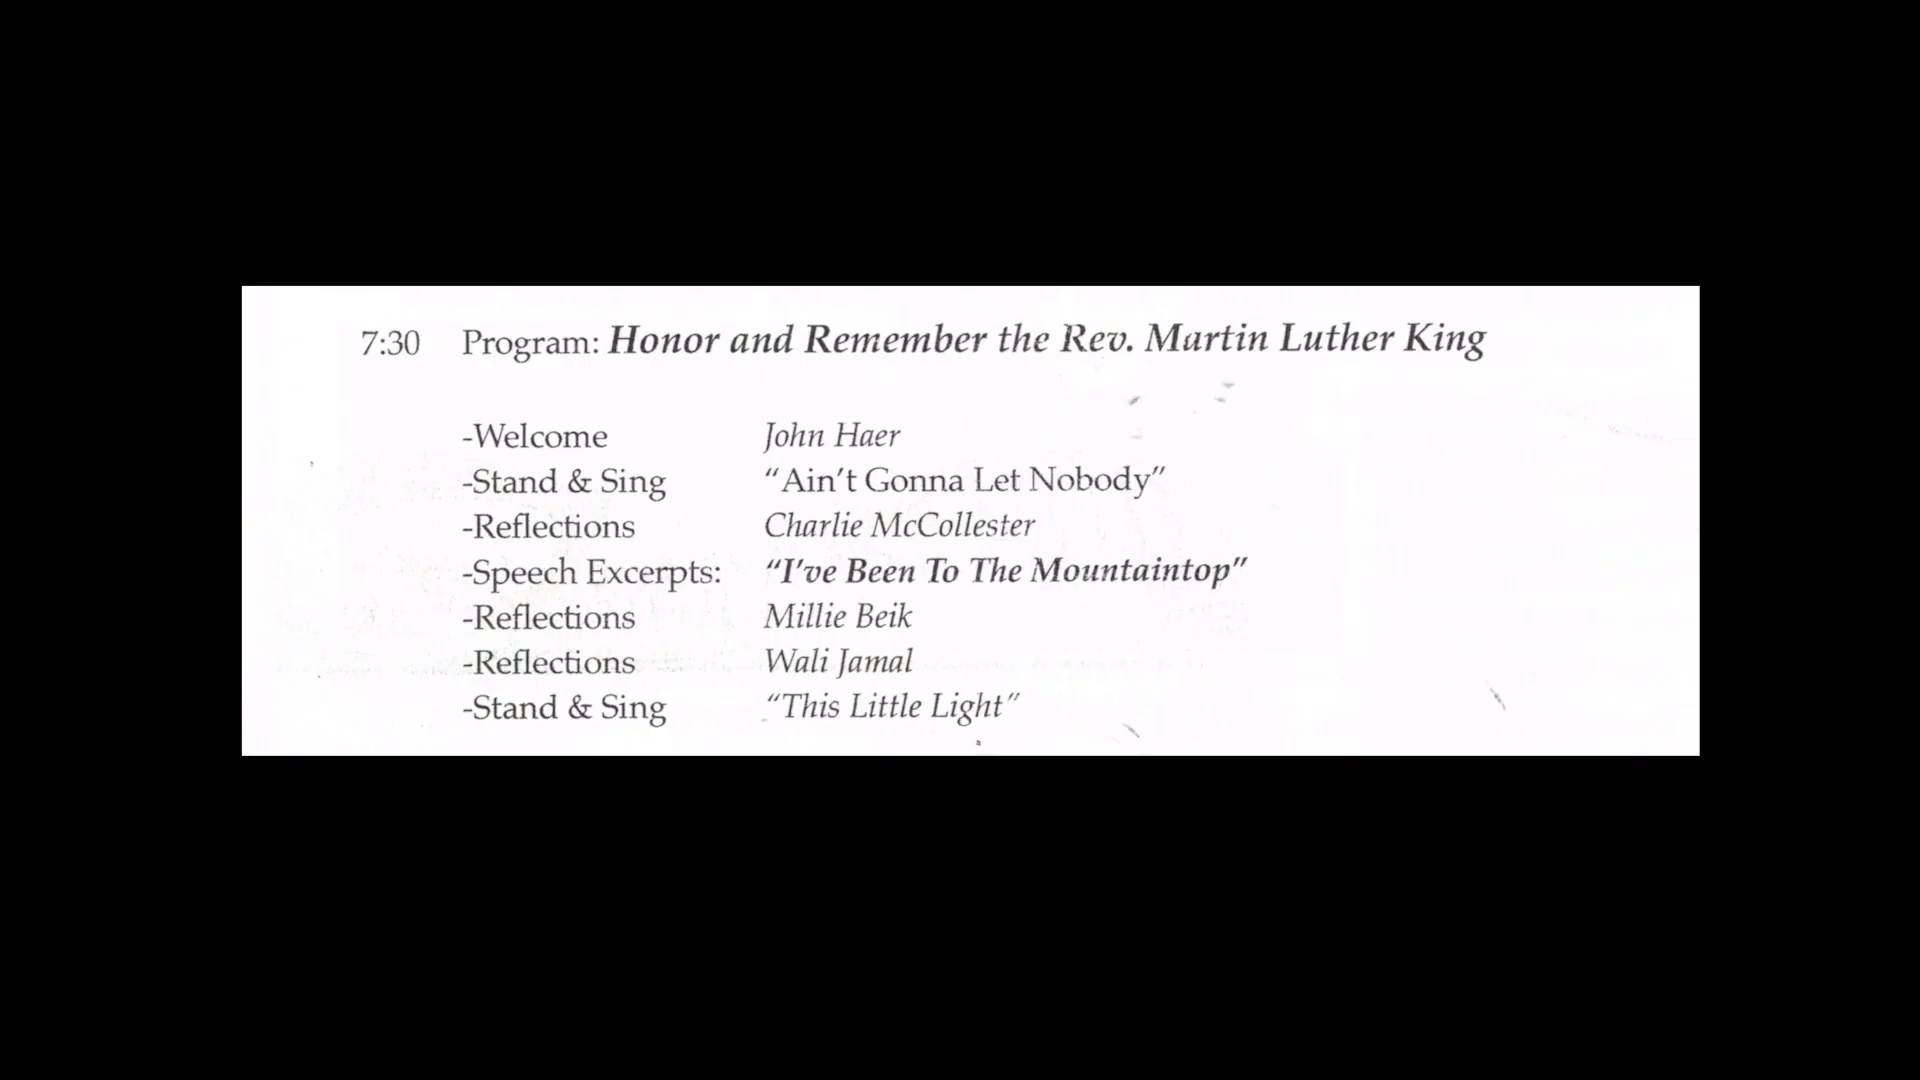 7:30 Program: Honor and Remember the Rev. Martin Luther King
-Welcome John Haer
-Stand & Sing "Ain't Gonna Let Nobody"
-Reflections Charlie McCollester
-Speech Excerpts: "I've Been To The Mountaintop"
-Reflections Millie Beik
-Reflections Wali Jamal
-Stand & Sing "This Little Light"